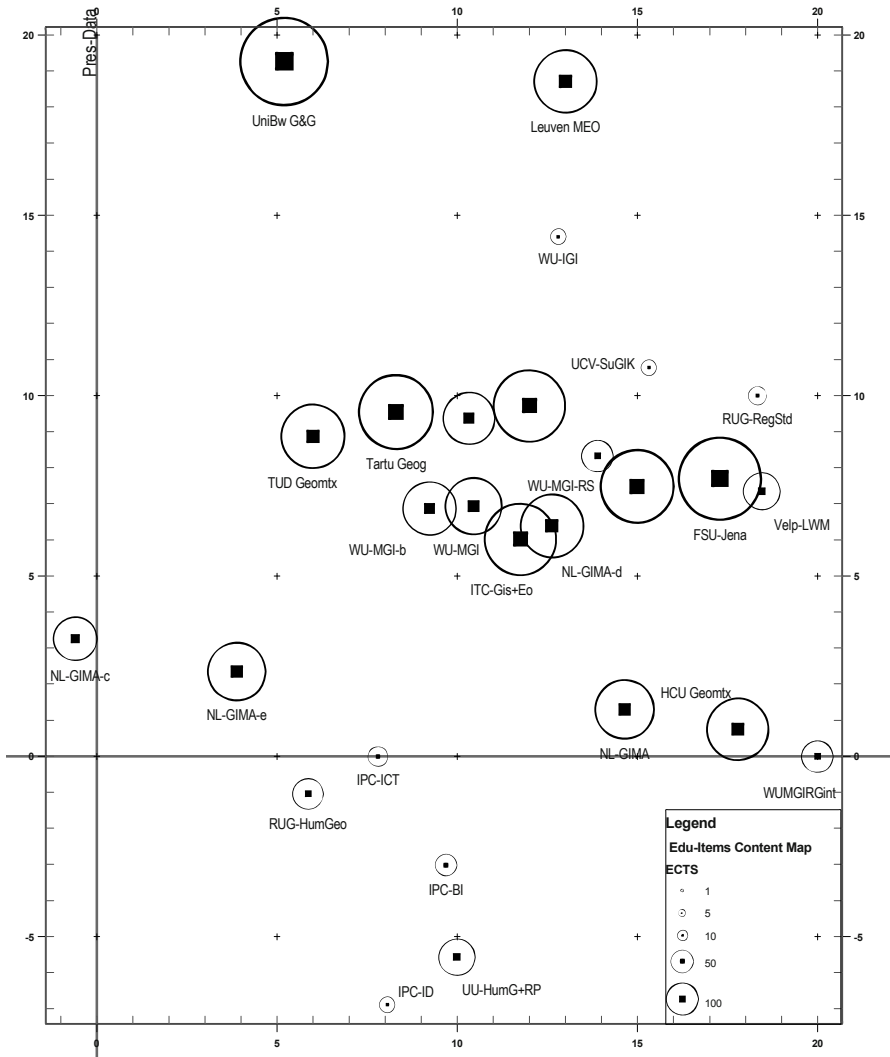 Pres-Data
5
10
15
20
20
20
UniBw G&G
Leuven MEO
15
15
WU-IGI
UCV-SuGIK
10
10
RUG-RegStd
TUD Geomtx
Tartu Geog
WU-MGI-RS
FSU-Jena
Velp-LWM
WU-MGI-b
WU-MGI
NL-GIMA-d
ITC-Gis+Eo
5
5
NL-GIMA-c
NL-GIMA-e
HCU Geomtx
NL-GIMA
0
0
IPC-ICT
WUMGIRGint
RUG-HumGeo
Legend
Edu-Items Content Map
ECTS
1
5
10
50
100
IPC-BI
-5
-5
UU-HumG+RP
IPC-ID
0
5
10
15
20